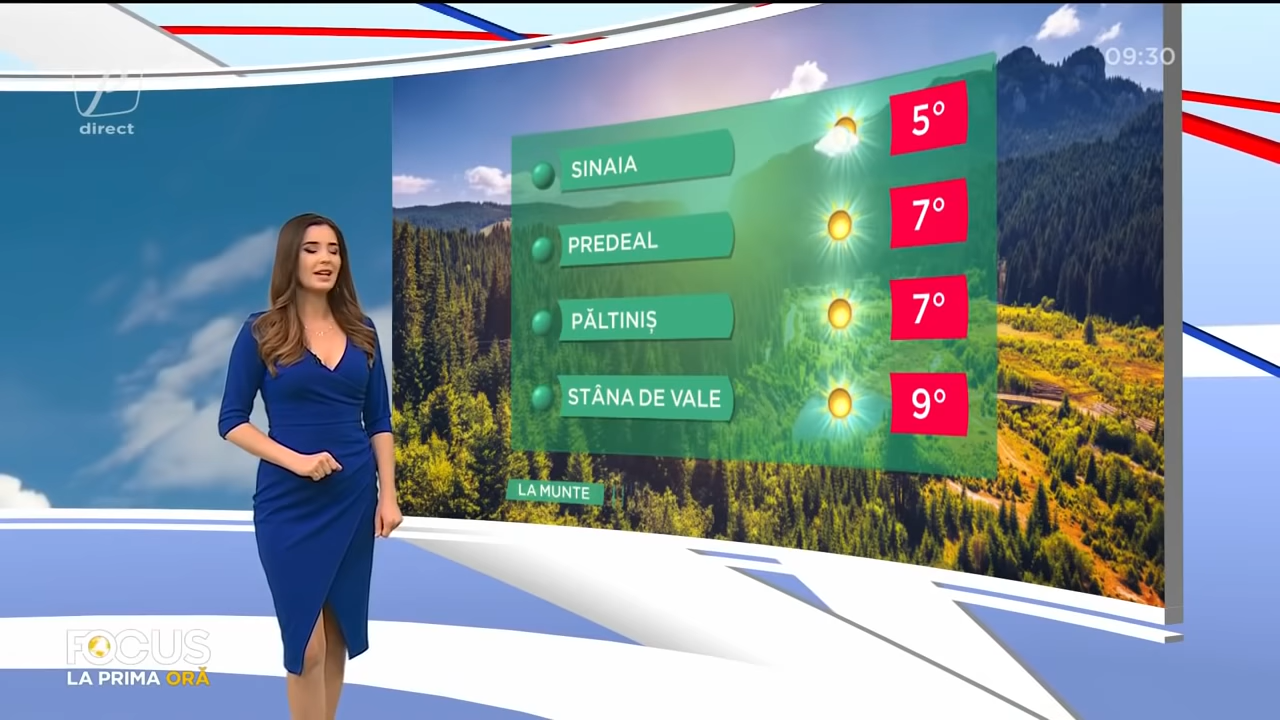 direct
09:30
SINAIA
5°
PREDEAL
7°
PĂLTINIȘ
7°
STÂNA DE VALE
9°
LA MUNTE
FOCUS
LA PRIMA ORĂ